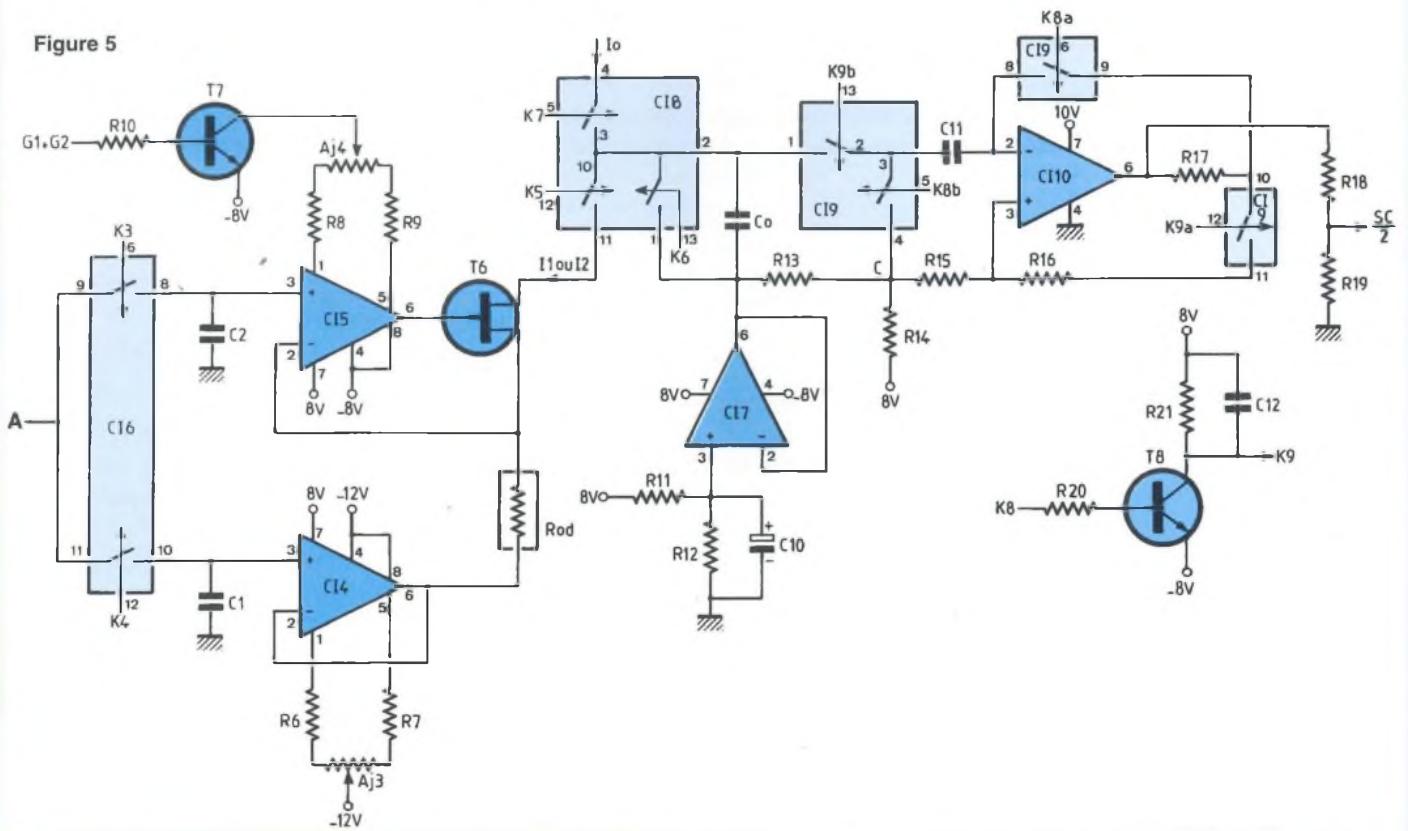 Figure 5
T7
R10
G1.G2
-8V
Aj4
R8
R9
K3
6
9
8
C2
A
CI6
11
10
12
K4
C1
3
+
1
CI5
5
6
8
2
-
7
4
8V
-8V
T6
I1ouI2
Rod
8V
-12V
3
+
7
4
8
CI4
6
5
2
-
1
R6
R7
Aj3
-12V
Io
4
K7
5
3
CI8
2
10
K5
12
11
1
13
K6
Co
R13
C
R15
R16
R14
8V
6
7
4
8V
-8V
CI7
+
-
3
2
8V
R11
R12
+
C10
-
K9b
13
1
2
3
5
K8b
CI9
4
C11
K8a
CI9
6
8
9
10V
2
-
7
CI10
6
3
+
4
R17
10
CI
9
K9a
12
11
R18
SC
2
R19
8V
R21
C12
K9
T8
K8
R20
-8V